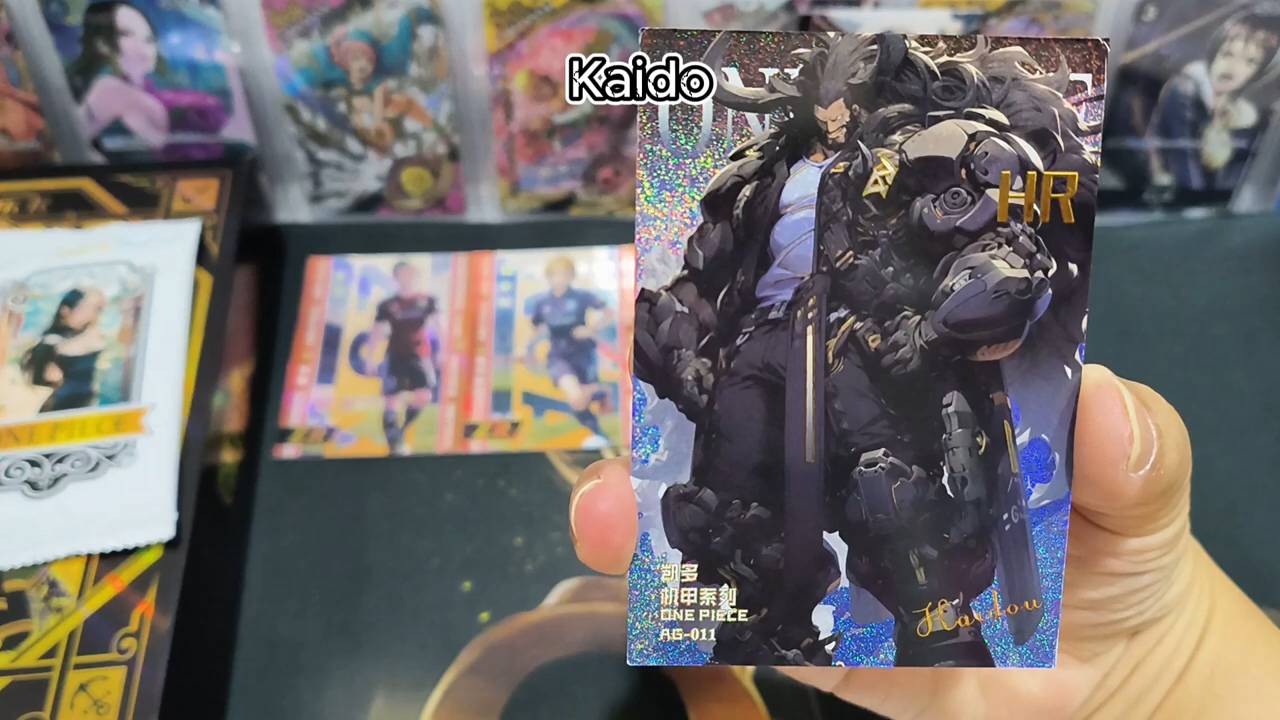 Kaido
HR
凯多
机甲系列
ONE PIECE
AG-011
Kaidou
ONE PIECE